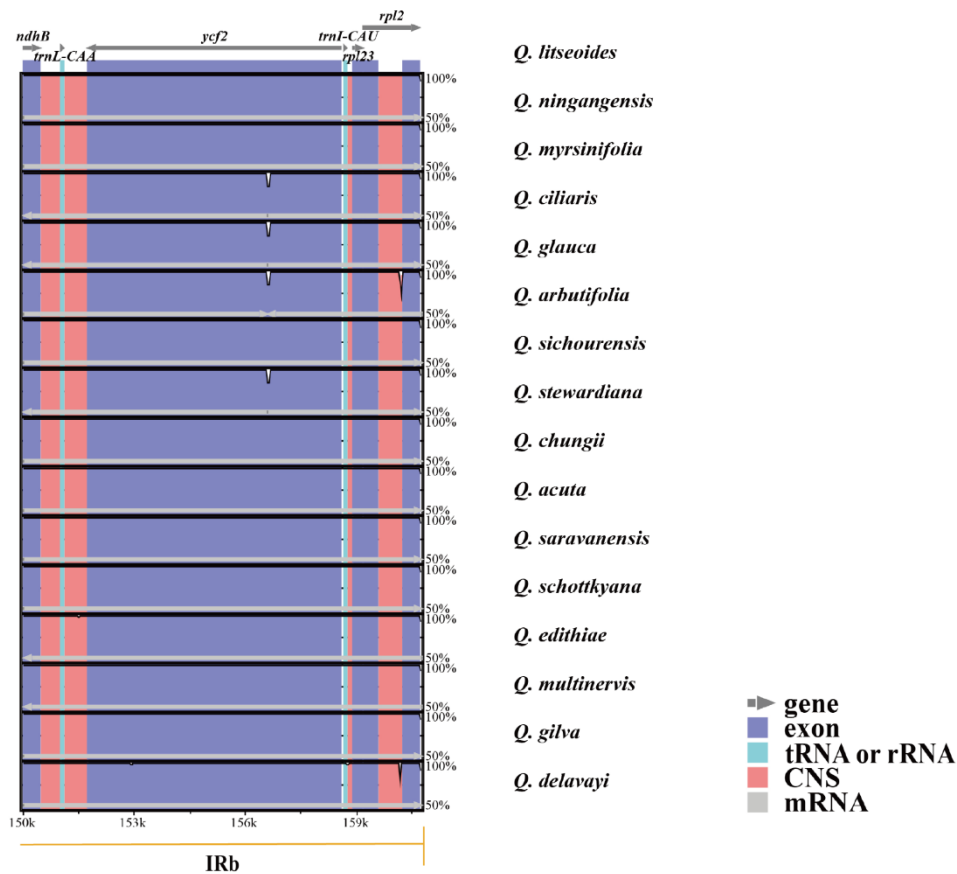 rpl2
ndhB ycf2 trnI-CAU
trnL-CAA rpl23
Q. litseoides
100%
Q. ningangensis
50%
100%
Q. myrsinifolia
50%
100%
Q. ciliaris
50%
100%
Q. glauca
50%
100%
Q. arbutifolia
50%
100%
Q. sichourensis
50%
100%
Q. stewardiana
50%
100%
Q. chungii
50%
100%
Q. acuta
50%
100%
Q. saravanensis
50%
100%
Q. schottkyana
50%
100%
Q. edithiae
50%
100%
Q. multinervis
50%
100%
Q. gilva
50%
100%
Q. delavayi
50%
150k 153k 156k 159k
IRb
gene
exon
tRNA or rRNA
CNS
mRNA